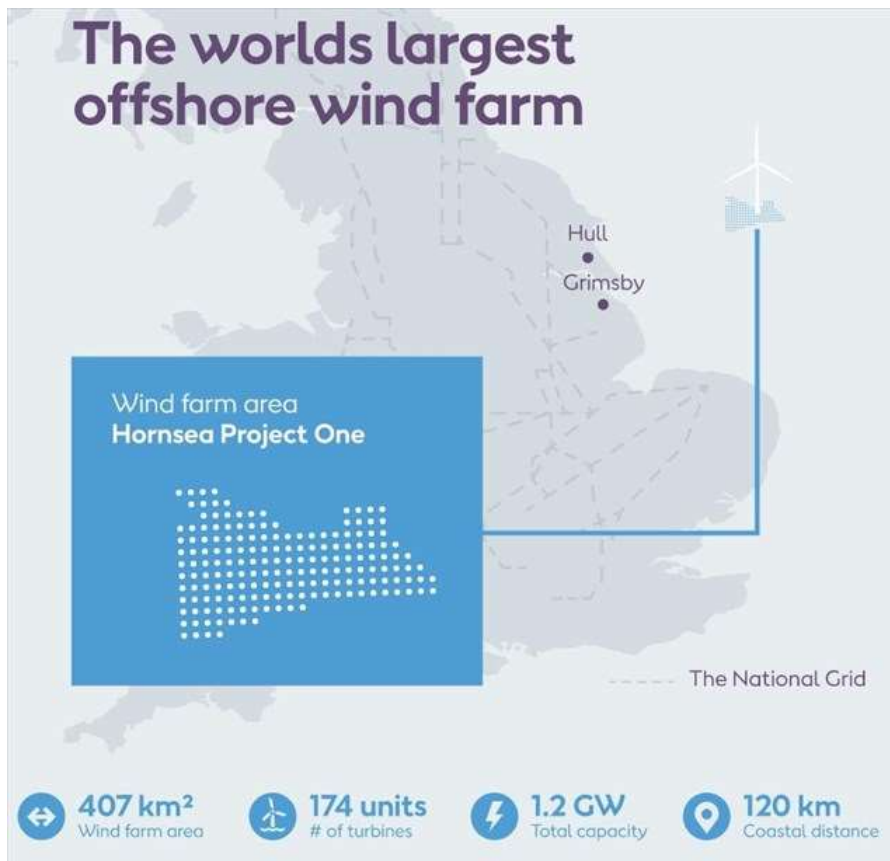 The worlds largest
offshore wind farm
Hull
Grimsby
Wind farm area
Hornsea Project One
The National Grid
407 km²
Wind farm area
174 units
# of turbines
1.2 GW
Total capacity
120 km
Coastal distance